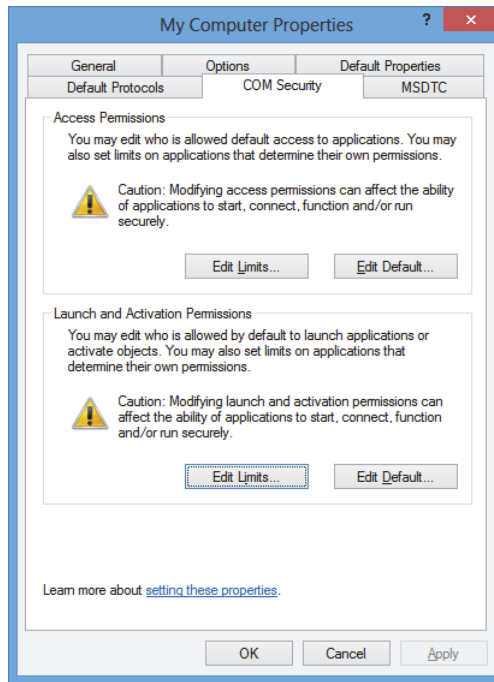 My Computer Properties
?
General Options Default Properties
Default Protocols COM Security MSDTC
Access Permissions
You may edit who is allowed default access to applications. You may
also set limits on applications that determine their own permissions.
Caution: Modifying access permissions can affect the ability
of applications to start, connect, function and/or run
securely.
Edit Limits... Edit Default...
Launch and Activation Permissions
You may edit who is allowed by default to launch applications or
activate objects. You may also set limits on applications that
determine their own permissions.
Caution: Modifying launch and activation permissions can
affect the ability of applications to start, connect, function
and/or run securely.
Edit Limits... Edit Default...
Learn more about setting these properties.
OK Cancel Apply